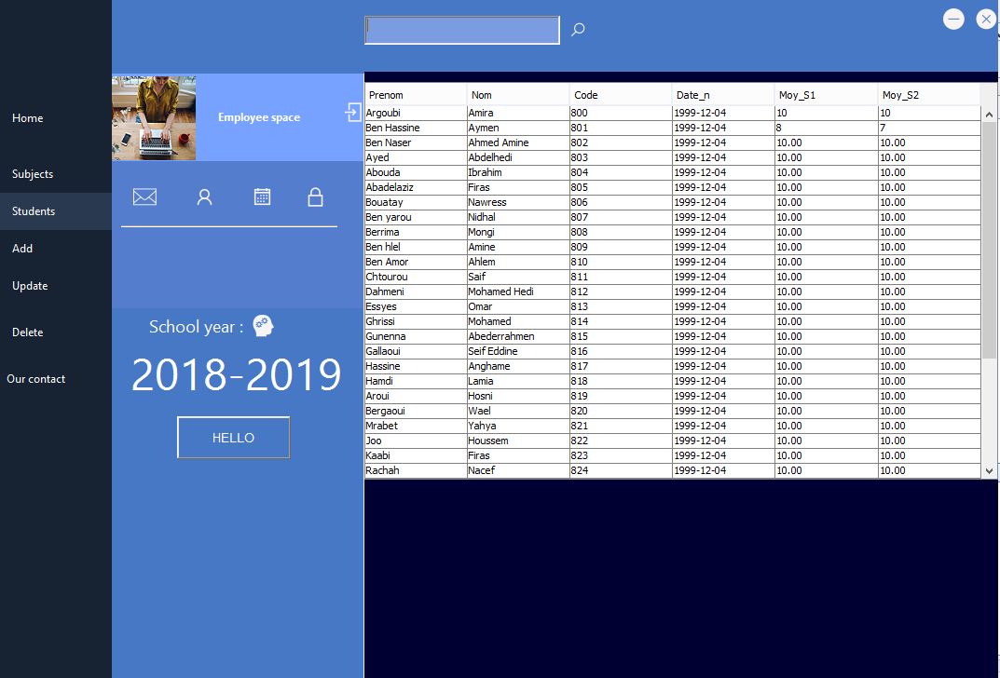 Home
Subjects
Students
Add
Update
Delete
Our contact
Employee space
School year :
2018-2019
HELLO
Prenom Nom Code Date_n Moy_S1 Moy_S2
Argoubi Amira 800 1999-12-04 10 10
Ben Hassine Aymen 801 1999-12-04 8 7
Ben Naser Ahmed Amine 802 1999-12-04 10.00 10.00
Ayed Abdelhedi 803 1999-12-04 10.00 10.00
Abouda Ibrahim 804 1999-12-04 10.00 10.00
Abadelaziz Firas 805 1999-12-04 10.00 10.00
Bouatay Nawress 806 1999-12-04 10.00 10.00
Ben yarou Nidhal 807 1999-12-04 10.00 10.00
Berrima Mongi 808 1999-12-04 10.00 10.00
Ben hlel Amine 809 1999-12-04 10.00 10.00
Ben Amor Ahlem 810 1999-12-04 10.00 10.00
Chtourou Saif 811 1999-12-04 10.00 10.00
Dahmeni Mohamed Hedi 812 1999-12-04 10.00 10.00
Essyes Omar 813 1999-12-04 10.00 10.00
Ghrissi Mohamed 814 1999-12-04 10.00 10.00
Gunenna Abederrahmen 815 1999-12-04 10.00 10.00
Gallaoui Seif Eddine 816 1999-12-04 10.00 10.00
Hassine Anghame 817 1999-12-04 10.00 10.00
Hamdi Lamia 818 1999-12-04 10.00 10.00
Aroui Hosni 819 1999-12-04 10.00 10.00
Bergaoui Wael 820 1999-12-04 10.00 10.00
Mrabet Yahya 821 1999-12-04 10.00 10.00
Joo Houssem 822 1999-12-04 10.00 10.00
Kaabi Firas 823 1999-12-04 10.00 10.00
Rachah Nacef 824 1999-12-04 10.00 10.00